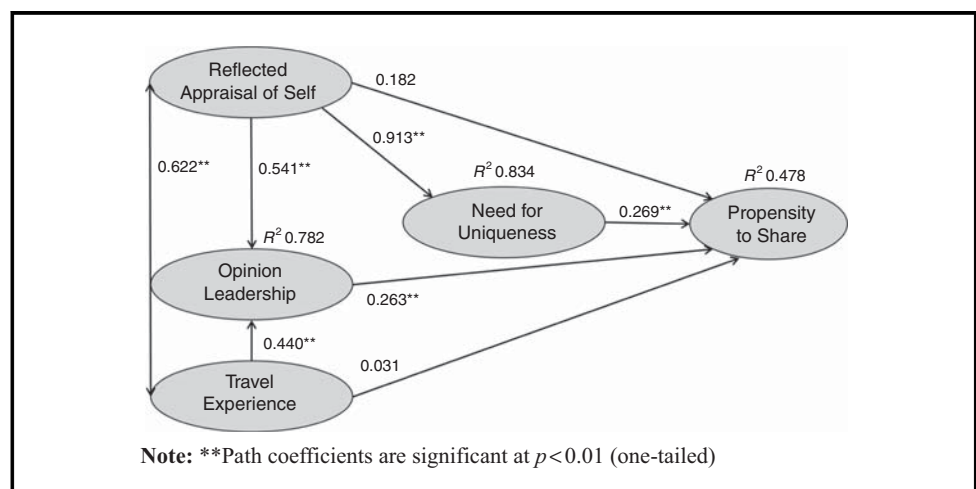 Reflected
Appraisal of Self
0.182
0.913**
0.622**
0.541**
R² 0.834
R² 0.478
Need for
Uniqueness
0.269**
Propensity
to Share
R² 0.782
Opinion
Leadership
0.263**
0.440**
0.031
Travel
Experience
Note: **Path coefficients are significant at p<0.01 (one-tailed)